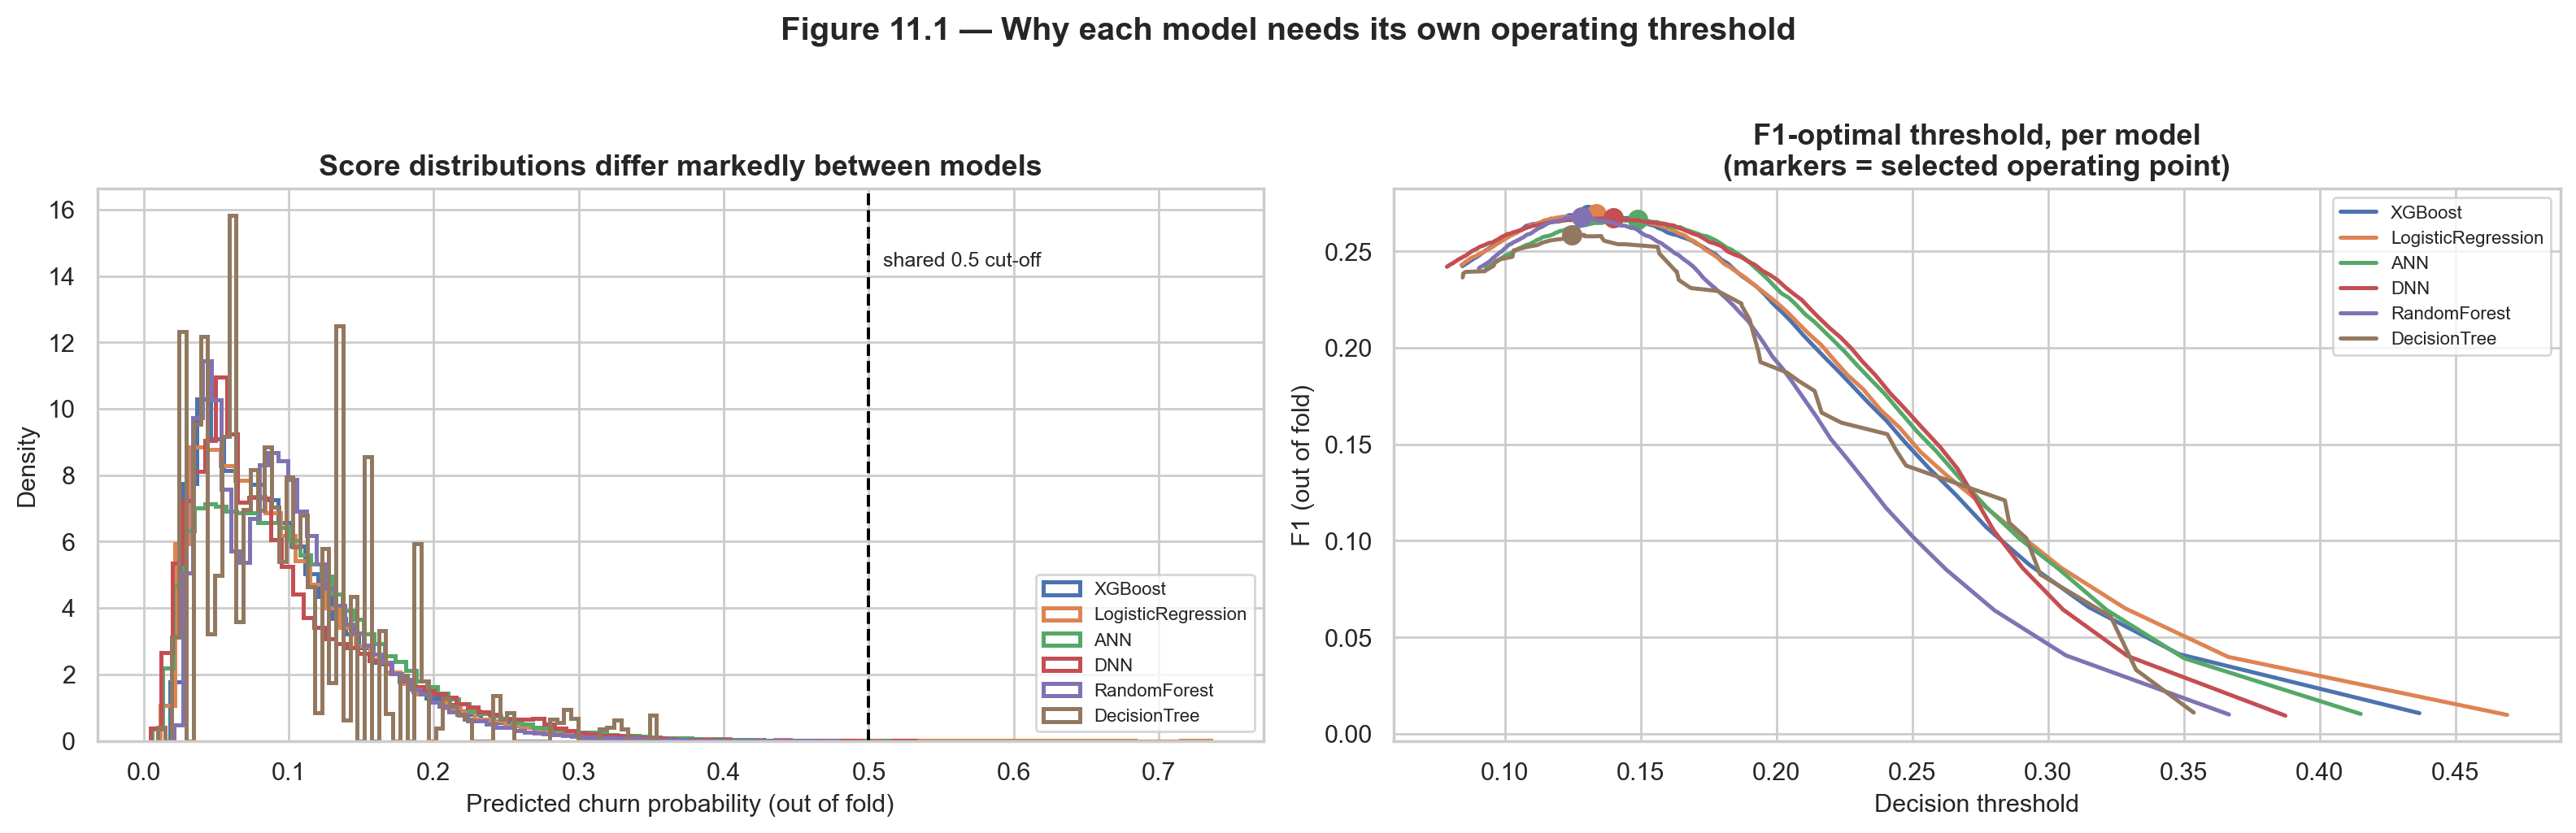 Figure 11.1 — Why each model needs its own operating threshold
Score distributions differ markedly between models
16
14
12
10
8
6
4
2
0
Density
shared 0.5 cut-off
XGBoost
LogisticRegression
ANN
DNN
RandomForest
DecisionTree
0.0 0.1 0.2 0.3 0.4 0.5 0.6 0.7
Predicted churn probability (out of fold)
F1-optimal threshold, per model
(markers = selected operating point)
0.25
0.20
0.15
0.10
0.05
0.00
F1 (out of fold)
XGBoost
LogisticRegression
ANN
DNN
RandomForest
DecisionTree
0.10 0.15 0.20 0.25 0.30 0.35 0.40 0.45
Decision threshold